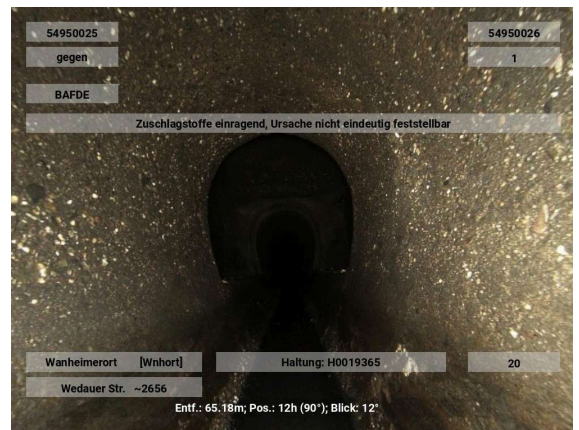 54950025
54950026
gegen
1
BAFDE
Zuschlagstoffe einragend, Ursache nicht eindeutig feststellbar
Wanheimerort [Wnhort]
Haltung: H0019365
20
Wedauer Str. ~2656
Entf.: 65.18m; Pos.: 12h (90°); Blick: 12°